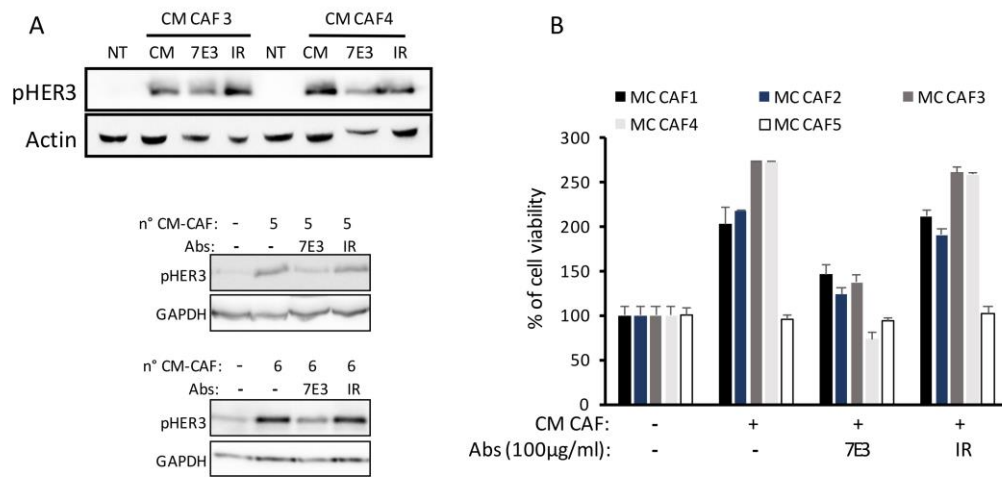 A
CM CAF 3 CM CAF4
NT CM 7E3 IR NT CM 7E3 IR
pHER3
Actin
n° CM-CAF: - 5 5 5
Abs: - - 7E3 IR
pHER3
GAPDH
n° CM-CAF: - 6 6 6
Abs: - - 7E3 IR
pHER3
GAPDH
B
MC CAF1 MC CAF2 MC CAF3
MC CAF4 MC CAF5
% of cell viability
300
250
200
150
100
50
0
CM CAF: - + + +
Abs (100µg/ml): - - 7E3 IR